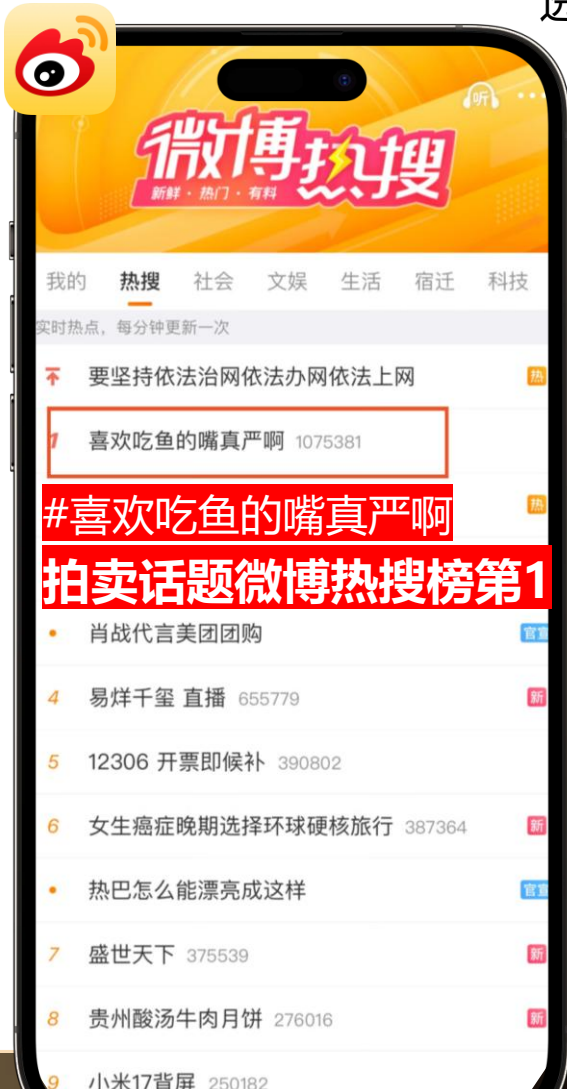 听
微博热搜
新鲜·热门·有料
我的 热搜 社会 文娱 生活 宿迁 科技
实时热点，每分钟更新一次
要坚持依法治网依法办网依法上网 热
1 喜欢吃鱼的嘴真严啊 1075381
热
#喜欢吃鱼的嘴真严啊
拍卖话题微博热搜榜第1
• 肖战代言美团团购 官宣
4 易烊千玺 直播 655779 新
5 12306 开票即候补 390802
6 女生癌症晚期选择环球硬核旅行 387364 新
• 热巴怎么能漂亮成这样 官宣
7 盛世天下 375539 新
8 贵州酸汤牛肉月饼 276016 新
9 小米17背屏 250182